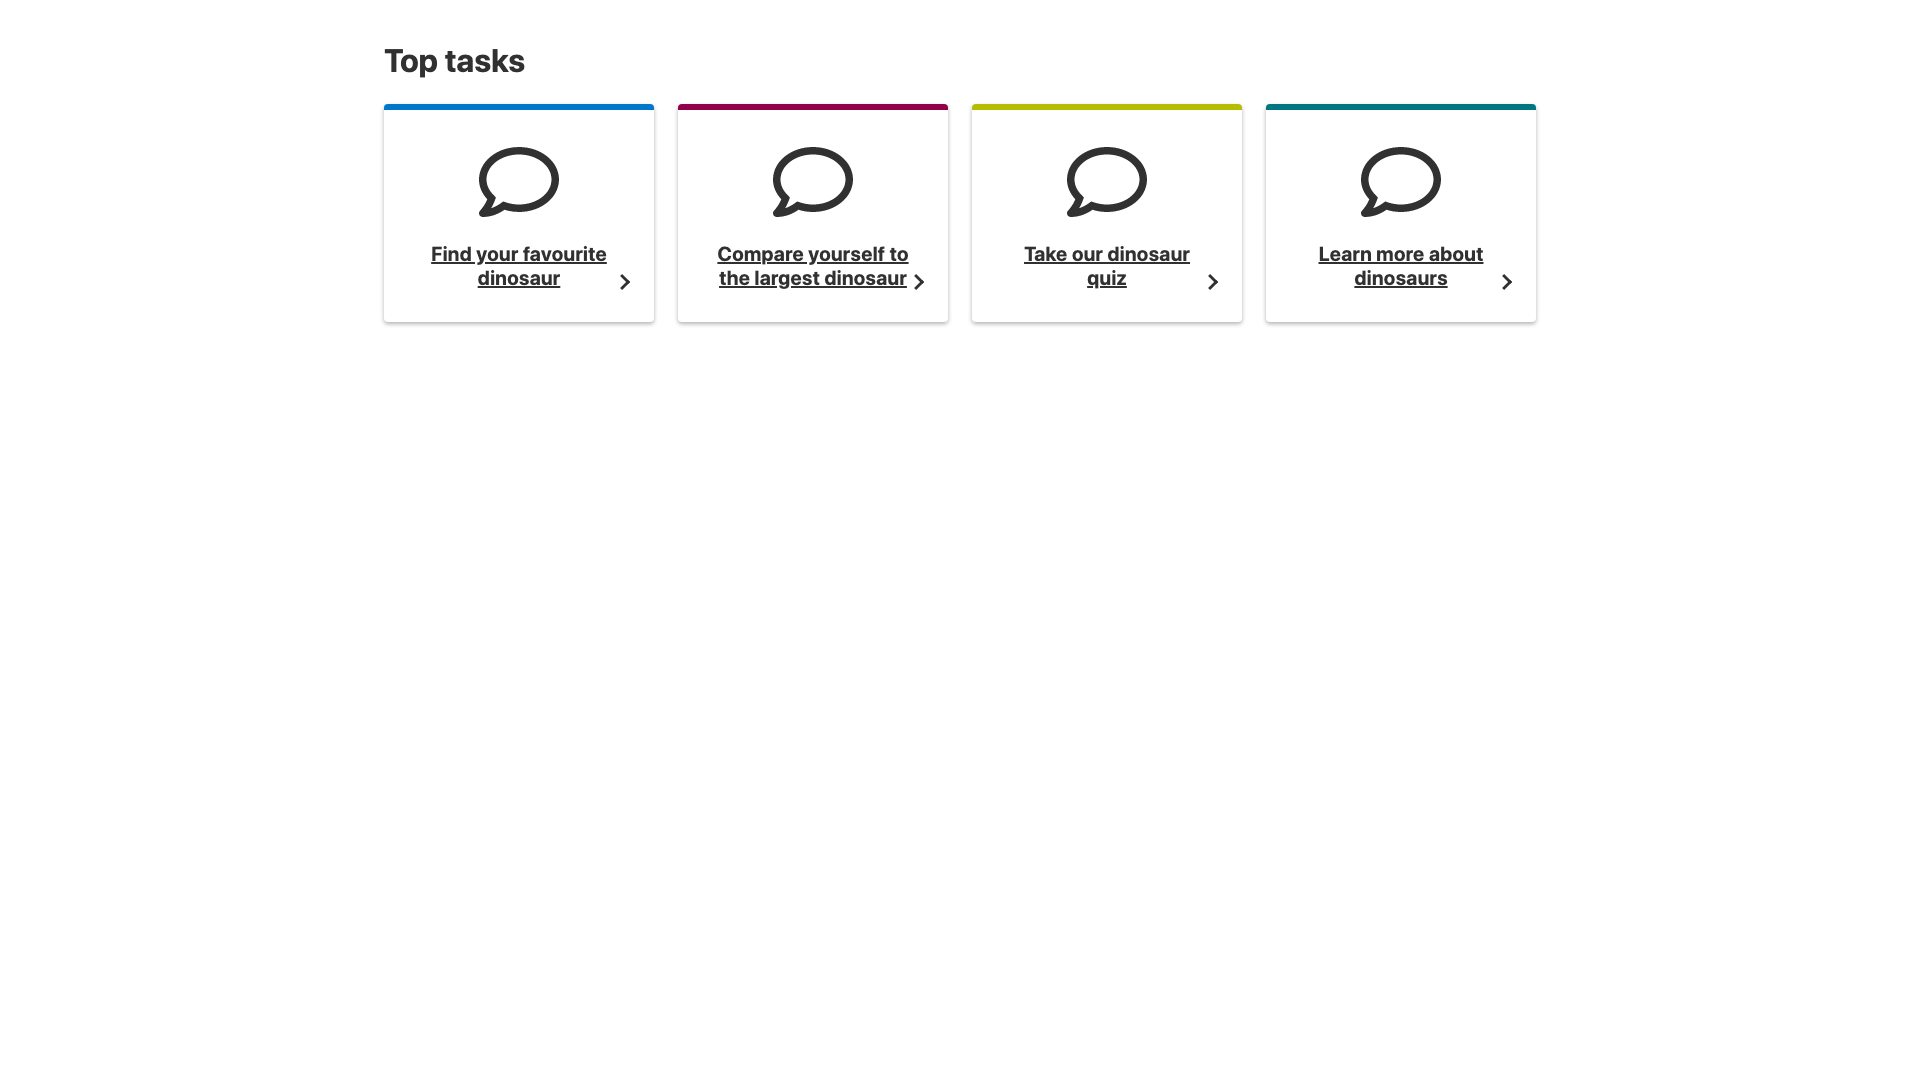 Top tasks
Find your favourite
dinosaur
Compare yourself to
the largest dinosaur
Take our dinosaur
quiz
Learn more about
dinosaurs